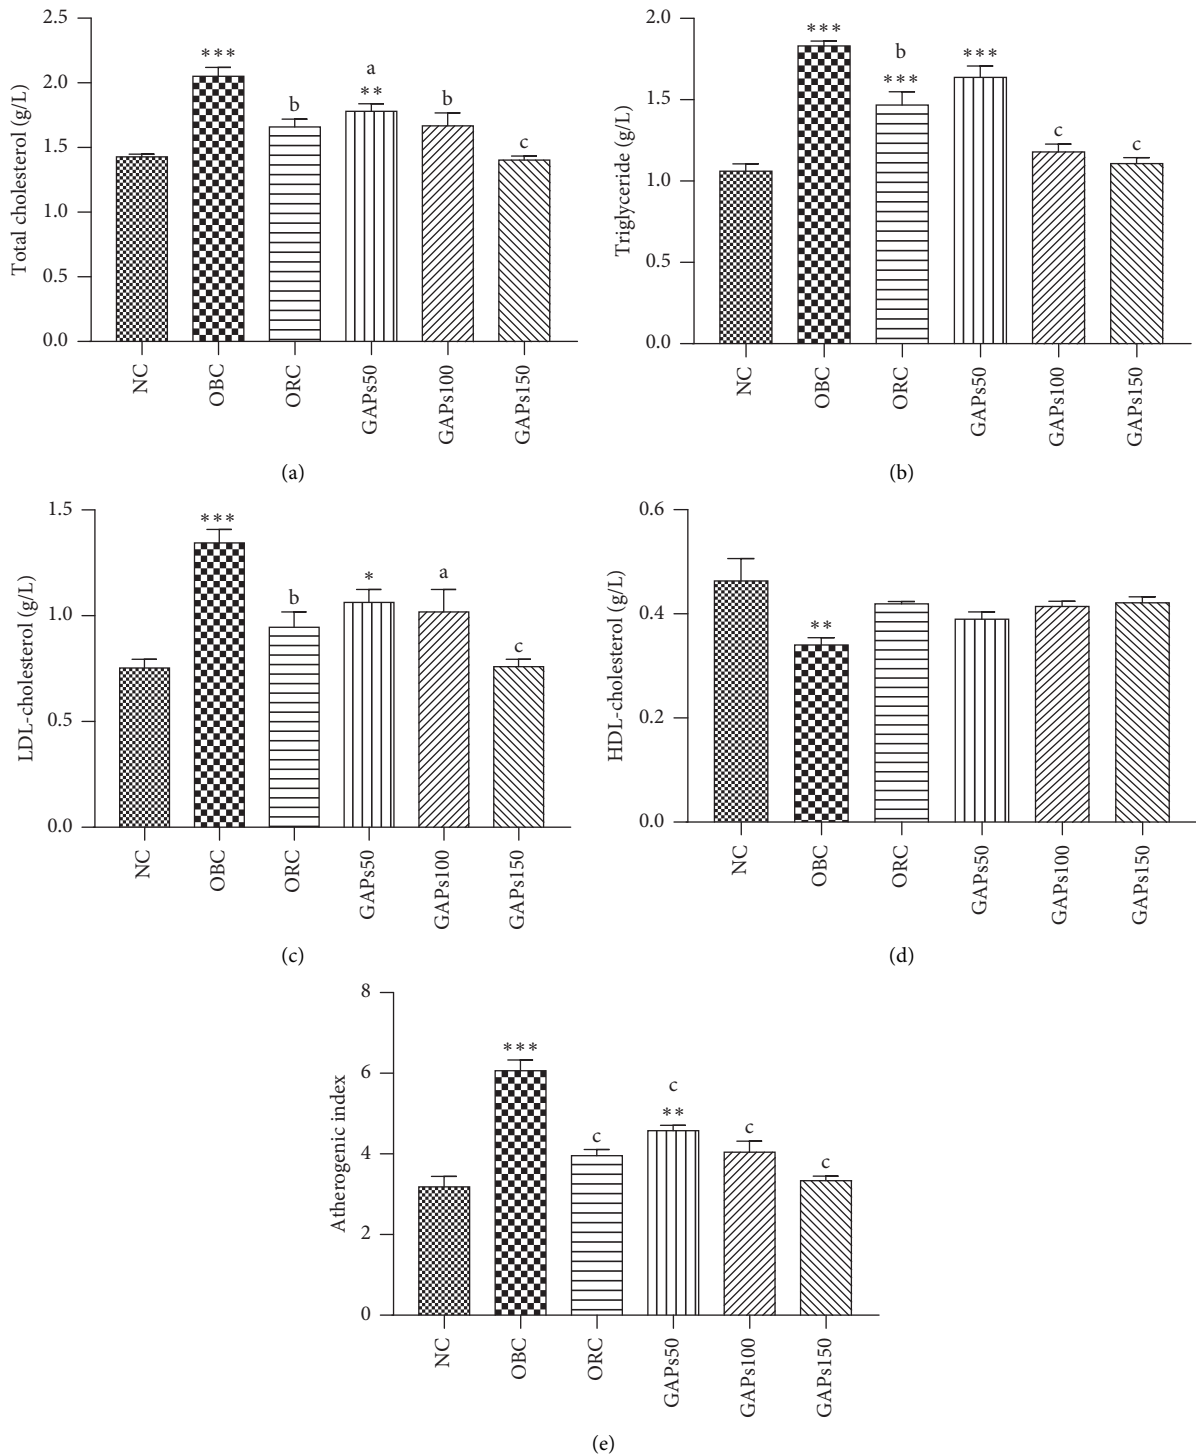 Total cholesterol (g/L)
2.5
2.0
1.5
1.0
0.5
0.0
***
b
a
**
b
c
NC
OBC
ORC
GAPs50
GAPs100
GAPs150
(a)
Triglyceride (g/L)
2.0
1.5
1.0
0.5
0.0
***
b
***
***
c
c
NC
OBC
ORC
GAPs50
GAPs100
GAPs150
(b)
LDL-cholesterol (g/L)
1.5
1.0
0.5
0.0
***
b
*
a
c
NC
OBC
ORC
GAPs50
GAPs100
GAPs150
(c)
HDL-cholesterol (g/L)
0.6
0.4
0.2
0.0
**
NC
OBC
ORC
GAPs50
GAPs100
GAPs150
(d)
Atherogenic index
8
6
4
2
0
***
c
c
**
c
c
NC
OBC
ORC
GAPs50
GAPs100
GAPs150
(e)